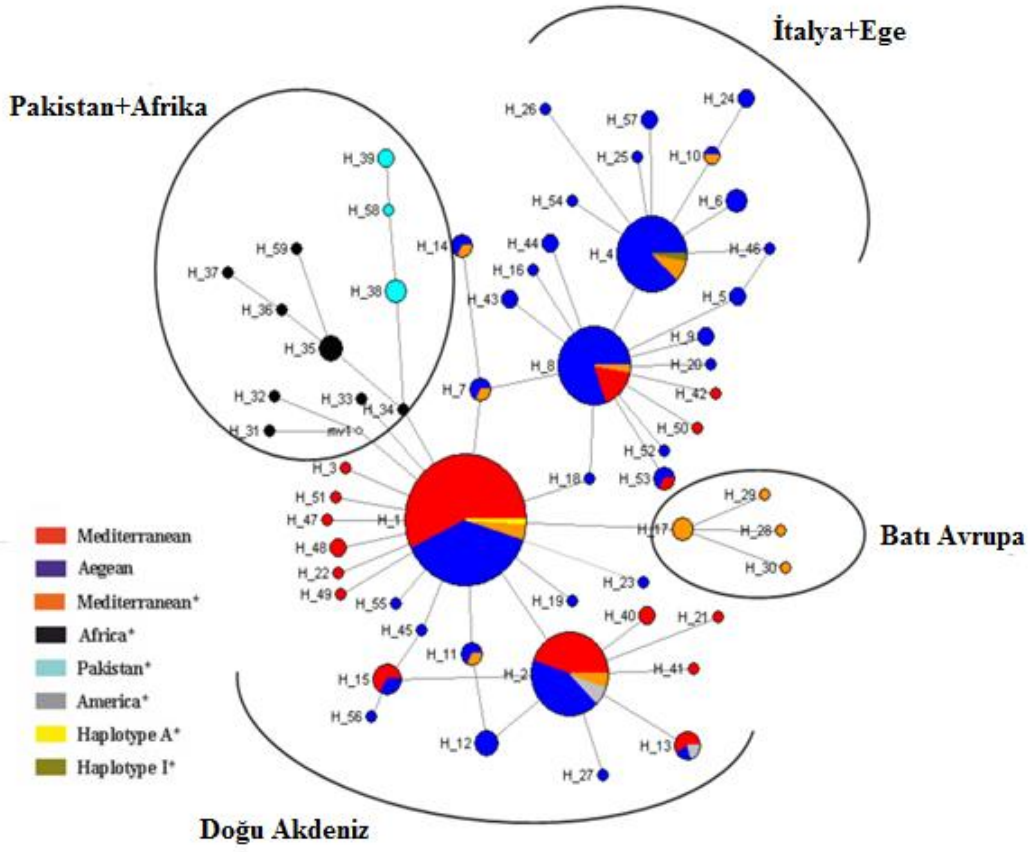 İtalya+Ege
Pakistan+Afrika
H_24
H_26
H_57
H_39
H_25
H_10
H_58
H_54
H_6
H_59
H_14
H_44
H_4
H_46
H_37
H_16
H_38
H_43
H_5
H_36
H_9
H_35
H_8
H_20
H_7
H_42
H_32
H_33
H_34
H_50
H_31
mv1
H_52
H_3
H_18
H_53
H_51
H_29
H_47
H_1
H_17
H_28
Batı Avrupa
H_48
H_30
H_22
H_23
H_49
H_55
H_19
H_40
H_21
H_45
H_11
H_2
H_41
H_15
H_56
H_12
H_13
H_27
Mediterranean
Aegean
Mediterranean*
Africa*
Pakistan*
America*
Haplotype A*
Haplotype I*
Doğu Akdeniz